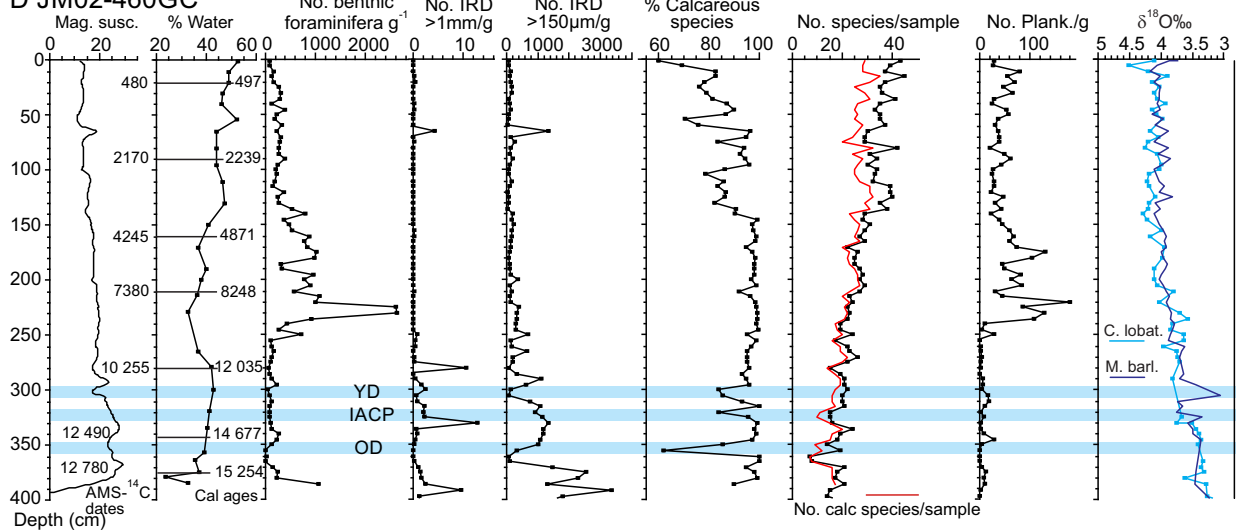 D JM02-460GC
Mag. susc.
0 20 40
% Water
20 40 60
No. benthic
foraminifera g⁻¹
0 1000 2000
No. IRD
>1mm/g
0 10
No. IRD
>150μm/g
0 1000 3000
% Calcareous
species
60 80 100
No. species/sample
0 20 40
No. Plank./g
0 100
δ¹⁸O‰
5 4.5 4 3.5 3
0
50
100
150
200
250
300
350
400
480 497
2170 2239
4245 4871
7380 8248
10 255 12 035
12 490 14 677
12 780 15 254
YD
IACP
OD
C. lobat.
M. barl.
AMS-¹⁴C
dates
Cal ages
No. calc species/sample
Depth (cm)